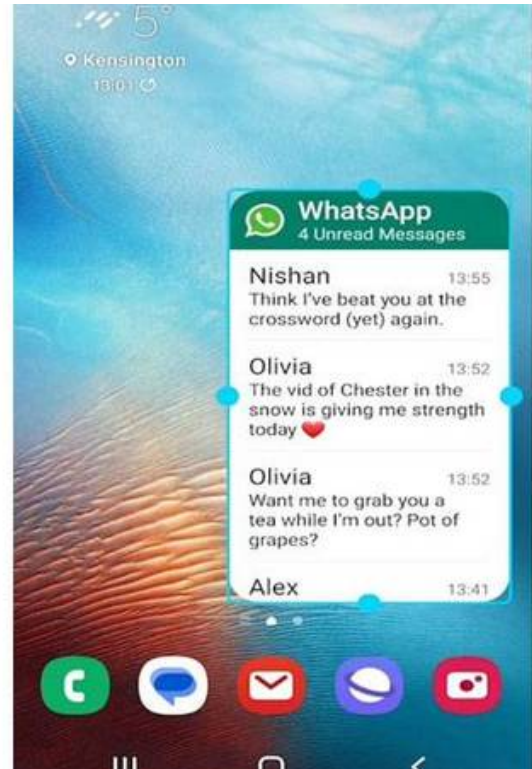 5°
Kensington
13:01
WhatsApp
4 Unread Messages
Nishan 13:55
Think I've beat you at the
crossword (yet) again.
Olivia 13:52
The vid of Chester in the
snow is giving me strength
today ❤️
Olivia 13:52
Want me to grab you a
tea while I'm out? Pot of
grapes?
Alex 13:41